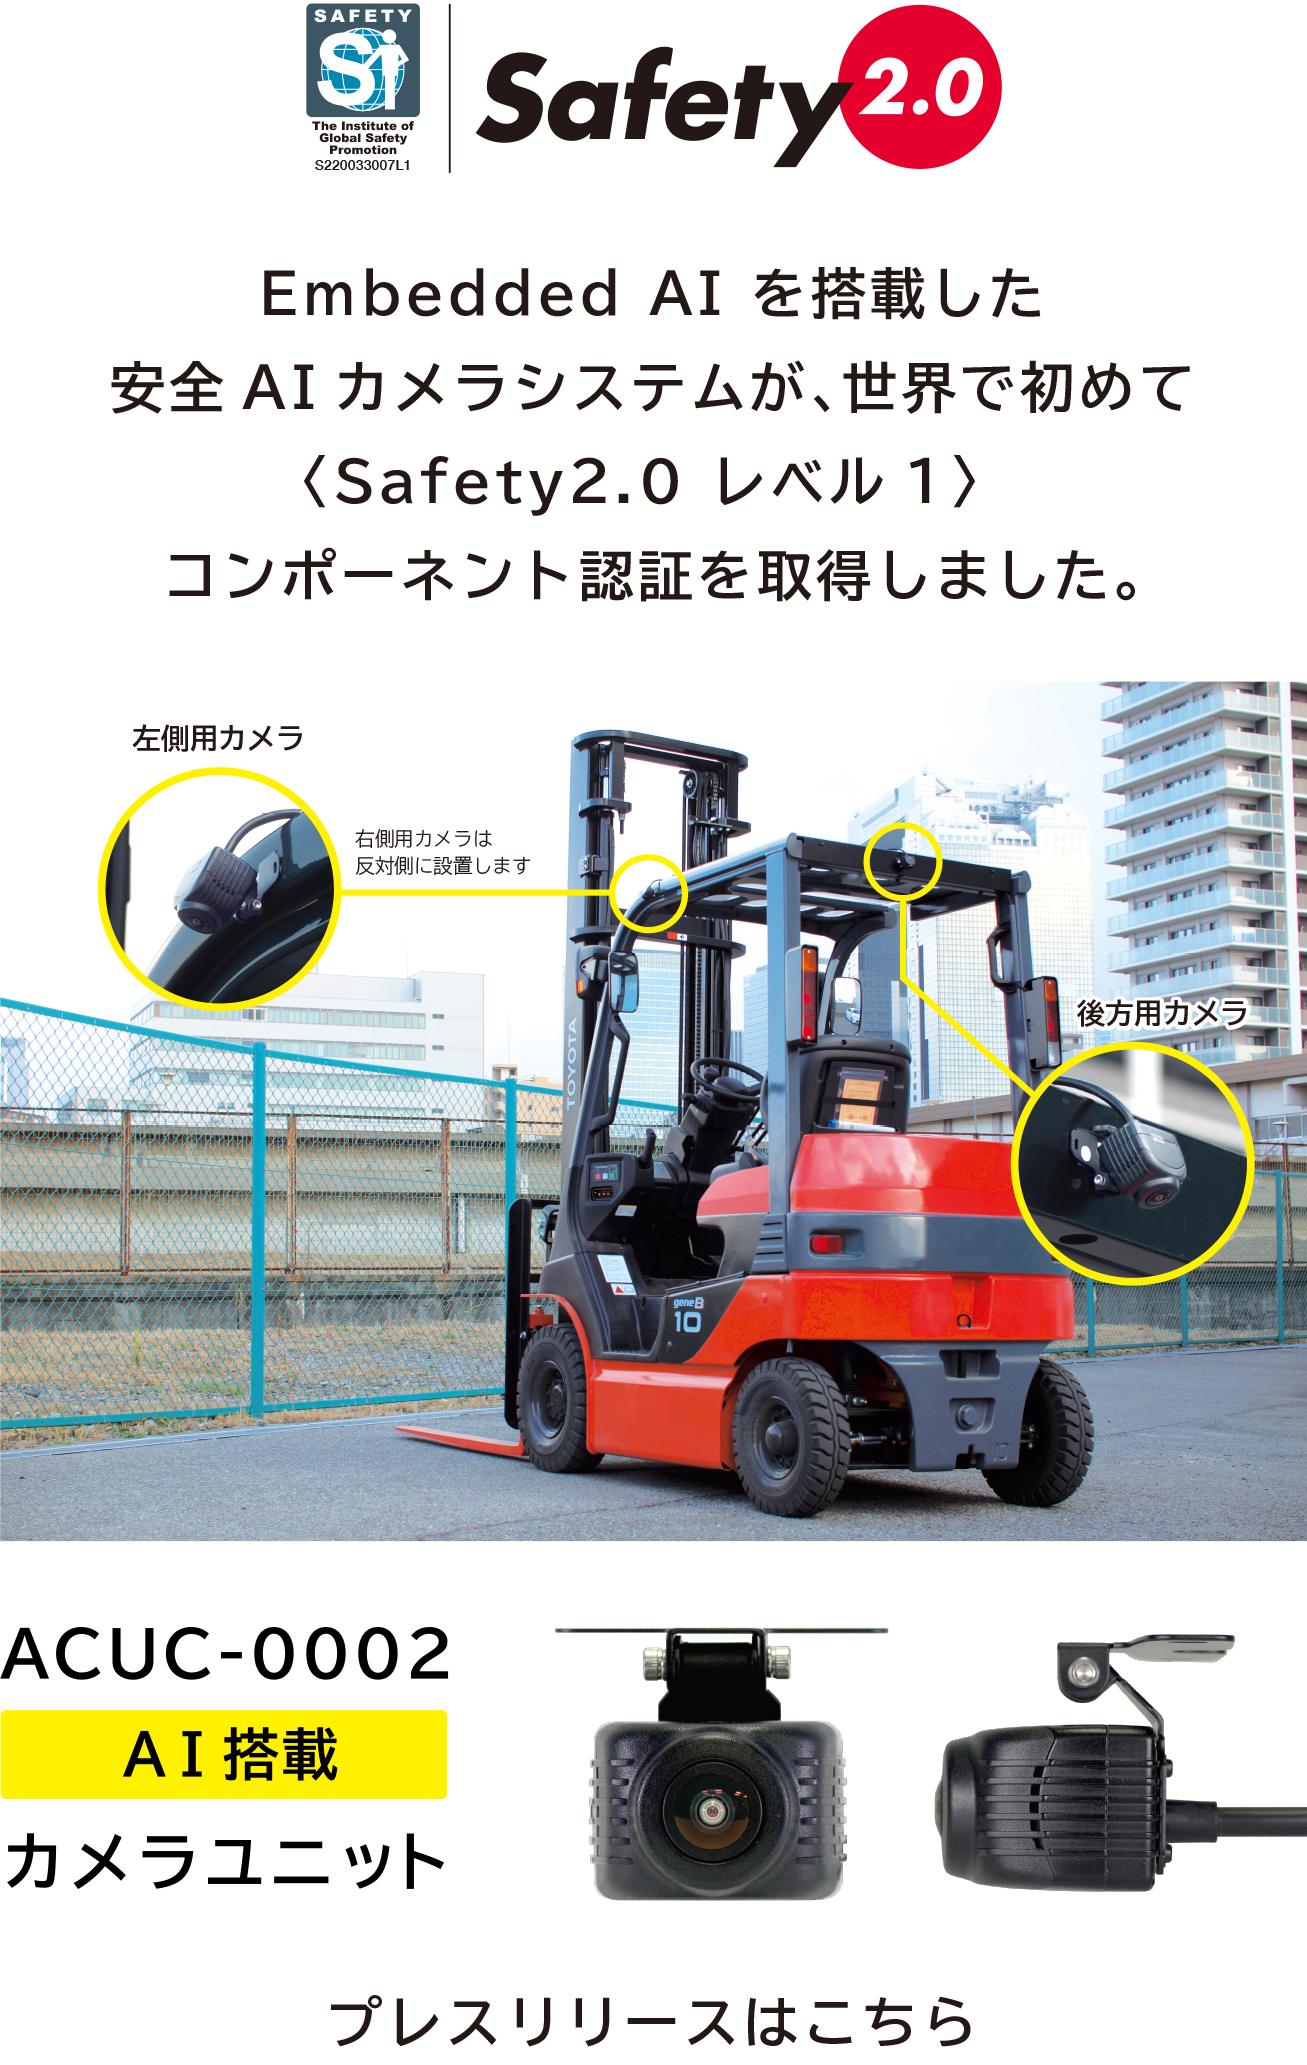 SAFETY
Si
The Institute of
Global Safety
Promotion
S220033007L1
Safety2.0
Embedded AI を搭載した
安全AIカメラシステムが、世界で初めて
〈Safety2.0 レベル1〉
コンポーネント認証を取得しました。
左側用カメラ
右側用カメラは
反対側に設置します
後方用カメラ
TOYOTA
geneB
10
ACUC-0002
AI搭載
カメラユニット
プレスリリースはこちら